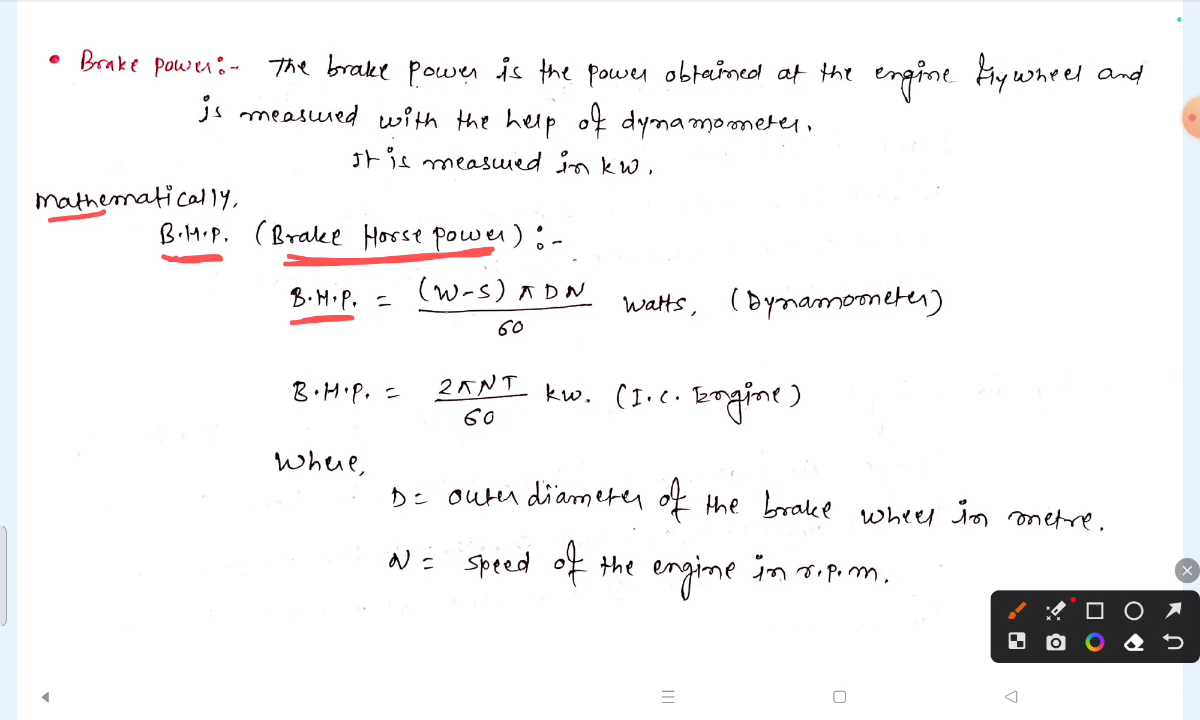 • Brake power:- The brake power is the power obtained at the engine flywheel and
is measured with the help of dynamometer.
It is measured in kw.
Mathematically,
B.H.P. (Brake Horse power) :-
B.H.P. = (W-S) π D N / 60 watts, (Dynamometer)
B.H.P. = 2πNT / 60 kw. (I.C. Engine)
Where,
D = outer diameter of the brake wheel in metre.
N = speed of the engine in r.p.m.